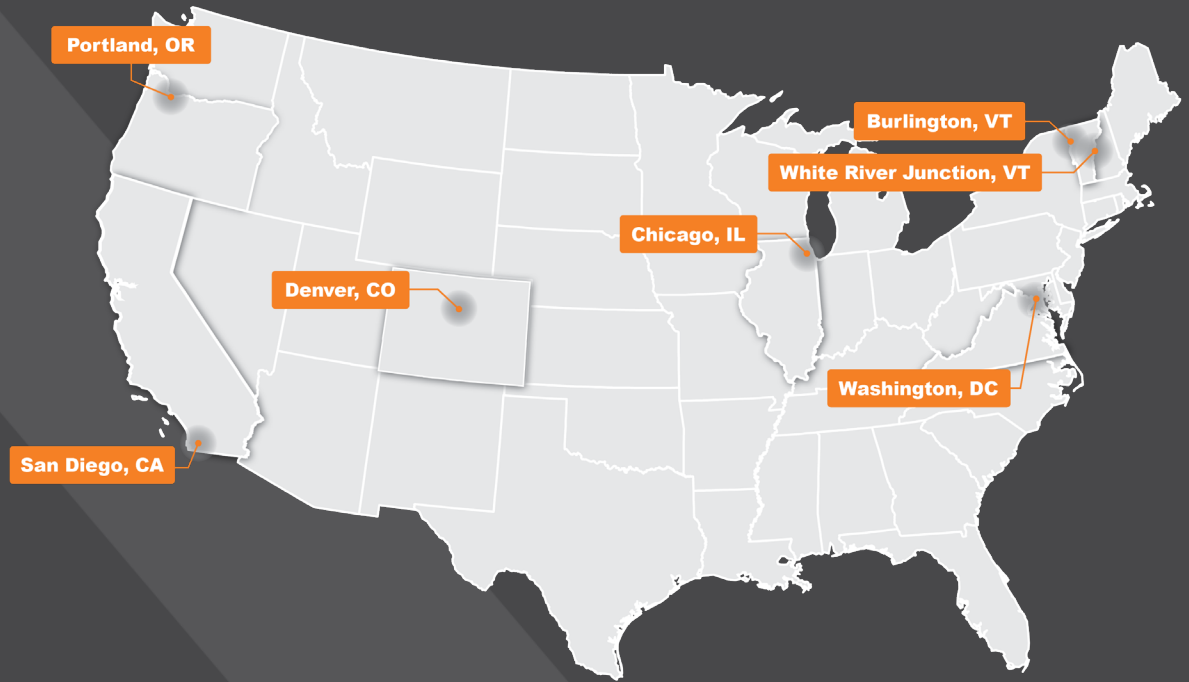 Portland, OR
Burlington, VT
White River Junction, VT
Chicago, IL
Denver, CO
Washington, DC
San Diego, CA